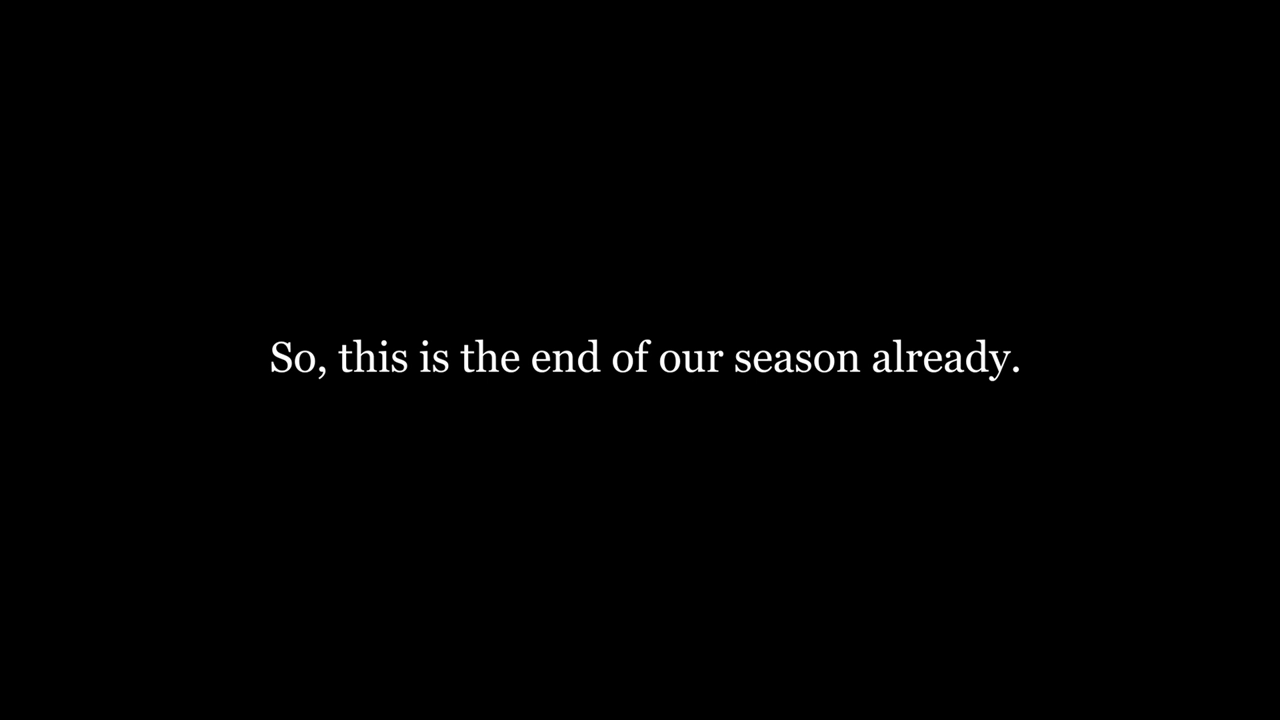 So, this is the end of our season already.